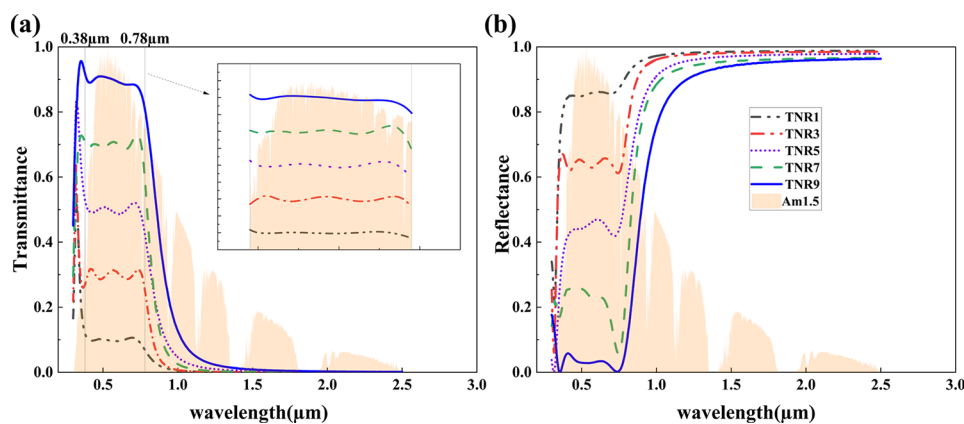 (a)
0.38μm 0.78μm
1.0
0.8
0.6
0.4
0.2
0.0
Transmittance
0.5 1.0 1.5 2.0 2.5 3.0
wavelength(μm)
(b)
1.0
0.8
0.6
0.4
0.2
0.0
Reflectance
TNR1
TNR3
TNR5
TNR7
TNR9
Am1.5
0.5 1.0 1.5 2.0 2.5 3.0
wavelength(μm)